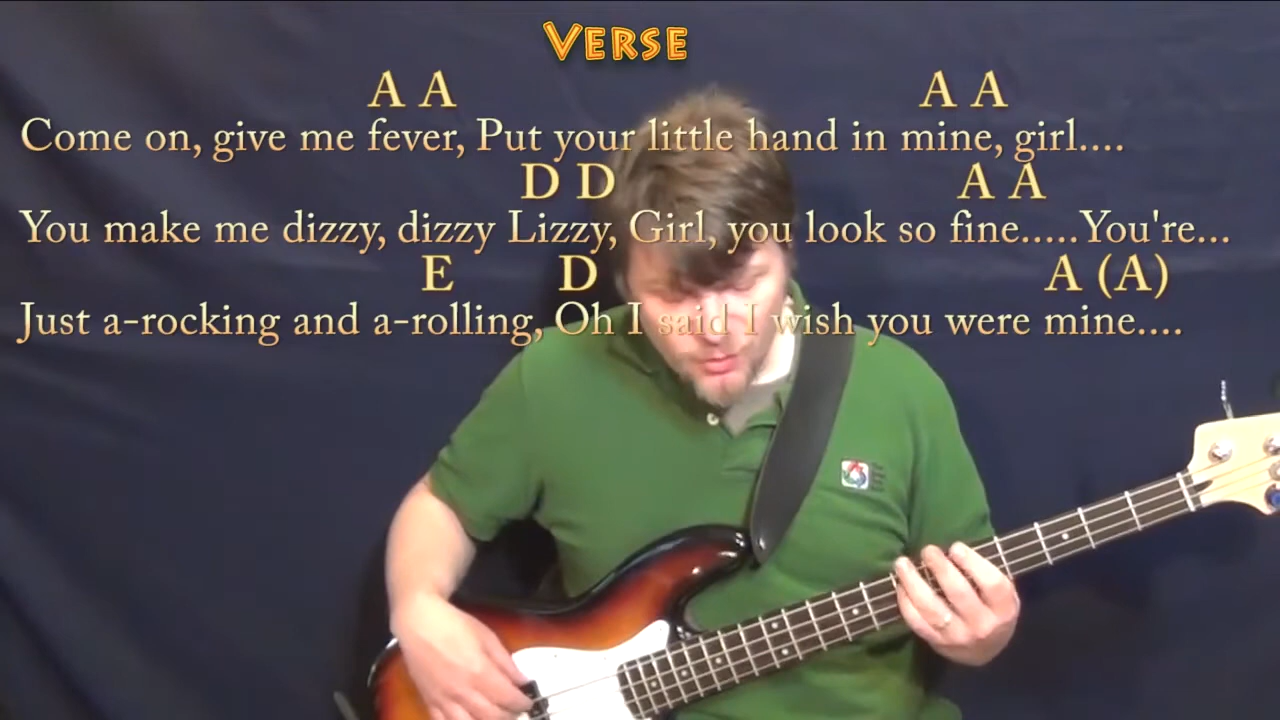 VERSE
A A A A
Come on, give me fever, Put your little hand in mine, girl....
D D A A
You make me dizzy, dizzy Lizzy, Girl, you look so fine.....You're...
E D A (A)
Just a-rocking and a-rolling, Oh I said I wish you were mine....